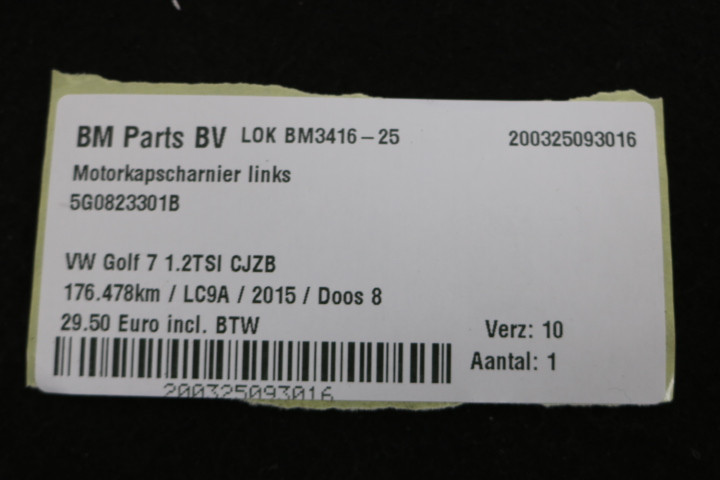 BM Parts BV LOK BM3416-25 200325093016
Motorkapscharnier links
5G0823301B
VW Golf 7 1.2TSI CJZB
176.478km / LC9A / 2015 / Doos 8
29.50 Euro incl. BTW Verz: 10
Aantal: 1
200325093016